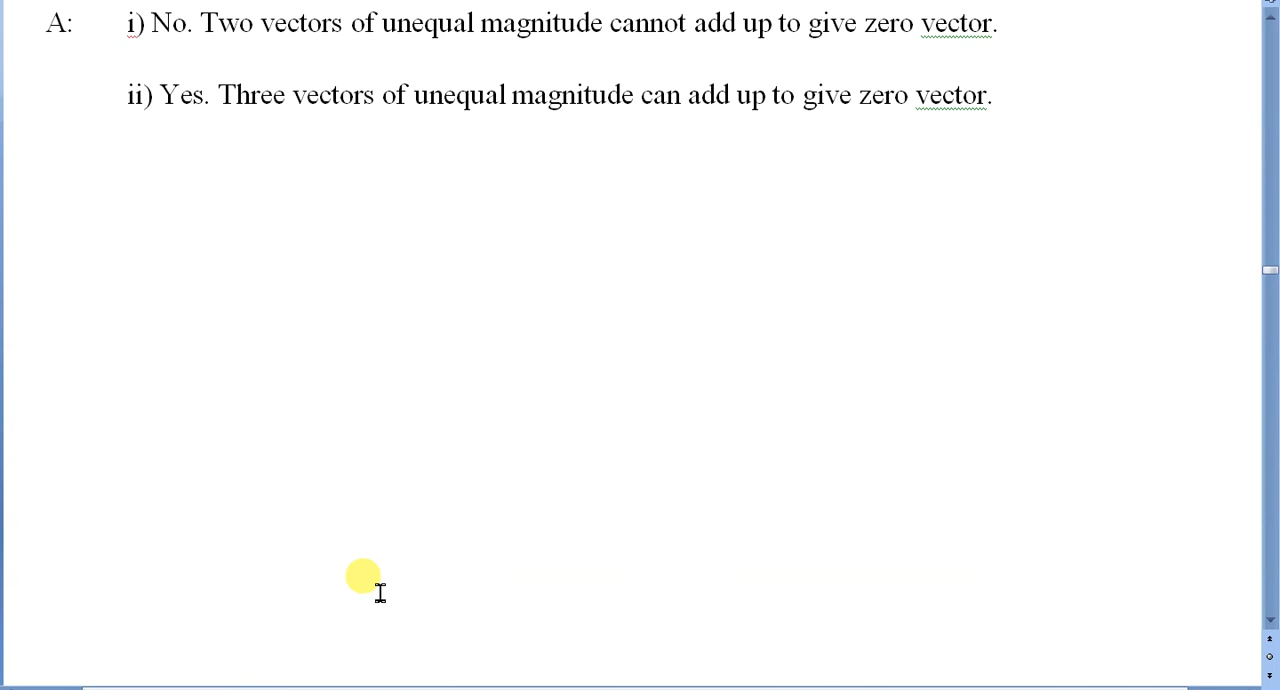 A: i) No. Two vectors of unequal magnitude cannot add up to give zero vector.
ii) Yes. Three vectors of unequal magnitude can add up to give zero vector.